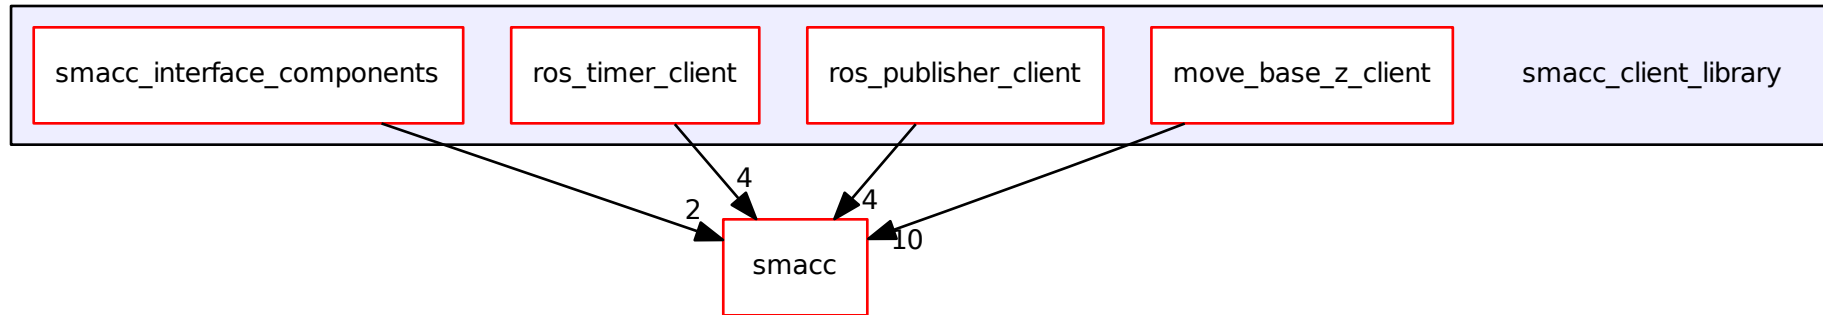 smacc_interface_components
ros_timer_client
ros_publisher_client
move_base_z_client
smacc_client_library
4
4
2
10
smacc